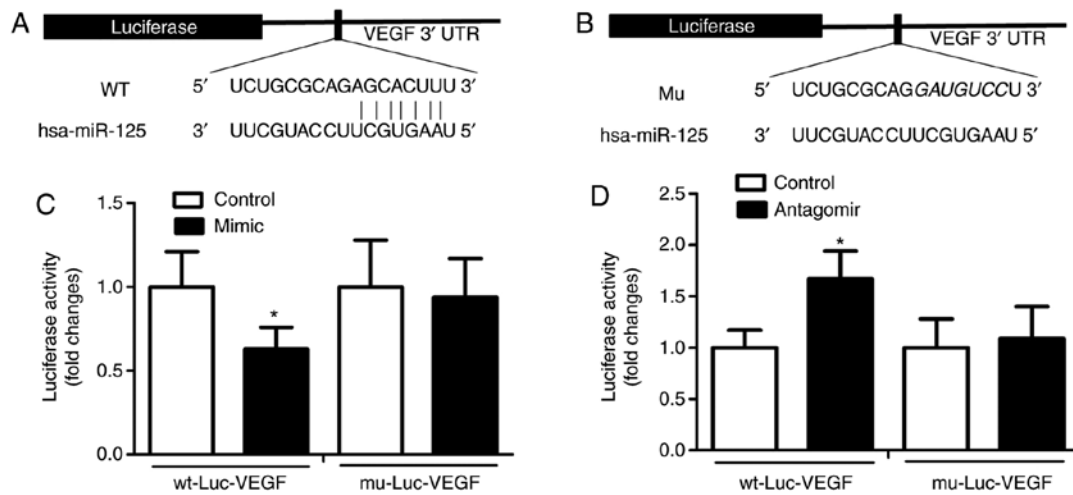 A
Luciferase
VEGF 3′ UTR
WT 5′ UCUGCGCAGAGCACUUU 3′
hsa-miR-125 3′ UUCGUACCUUCGUGAAU 5′
B
Luciferase
VEGF 3′ UTR
Mu 5′ UCUGCGCAGGAUGUCCU 3′
hsa-miR-125 3′ UUCGUACCUUCGUGAAU 5′
C
Control
Mimic
Luciferase activity
(fold changes)
1.5
1.0
0.5
0.0
*
wt-Luc-VEGF
mu-Luc-VEGF
D
Control
Antagomir
Luciferase activity
(fold changes)
2.5
2.0
1.5
1.0
0.5
0.0
*
wt-Luc-VEGF
mu-Luc-VEGF